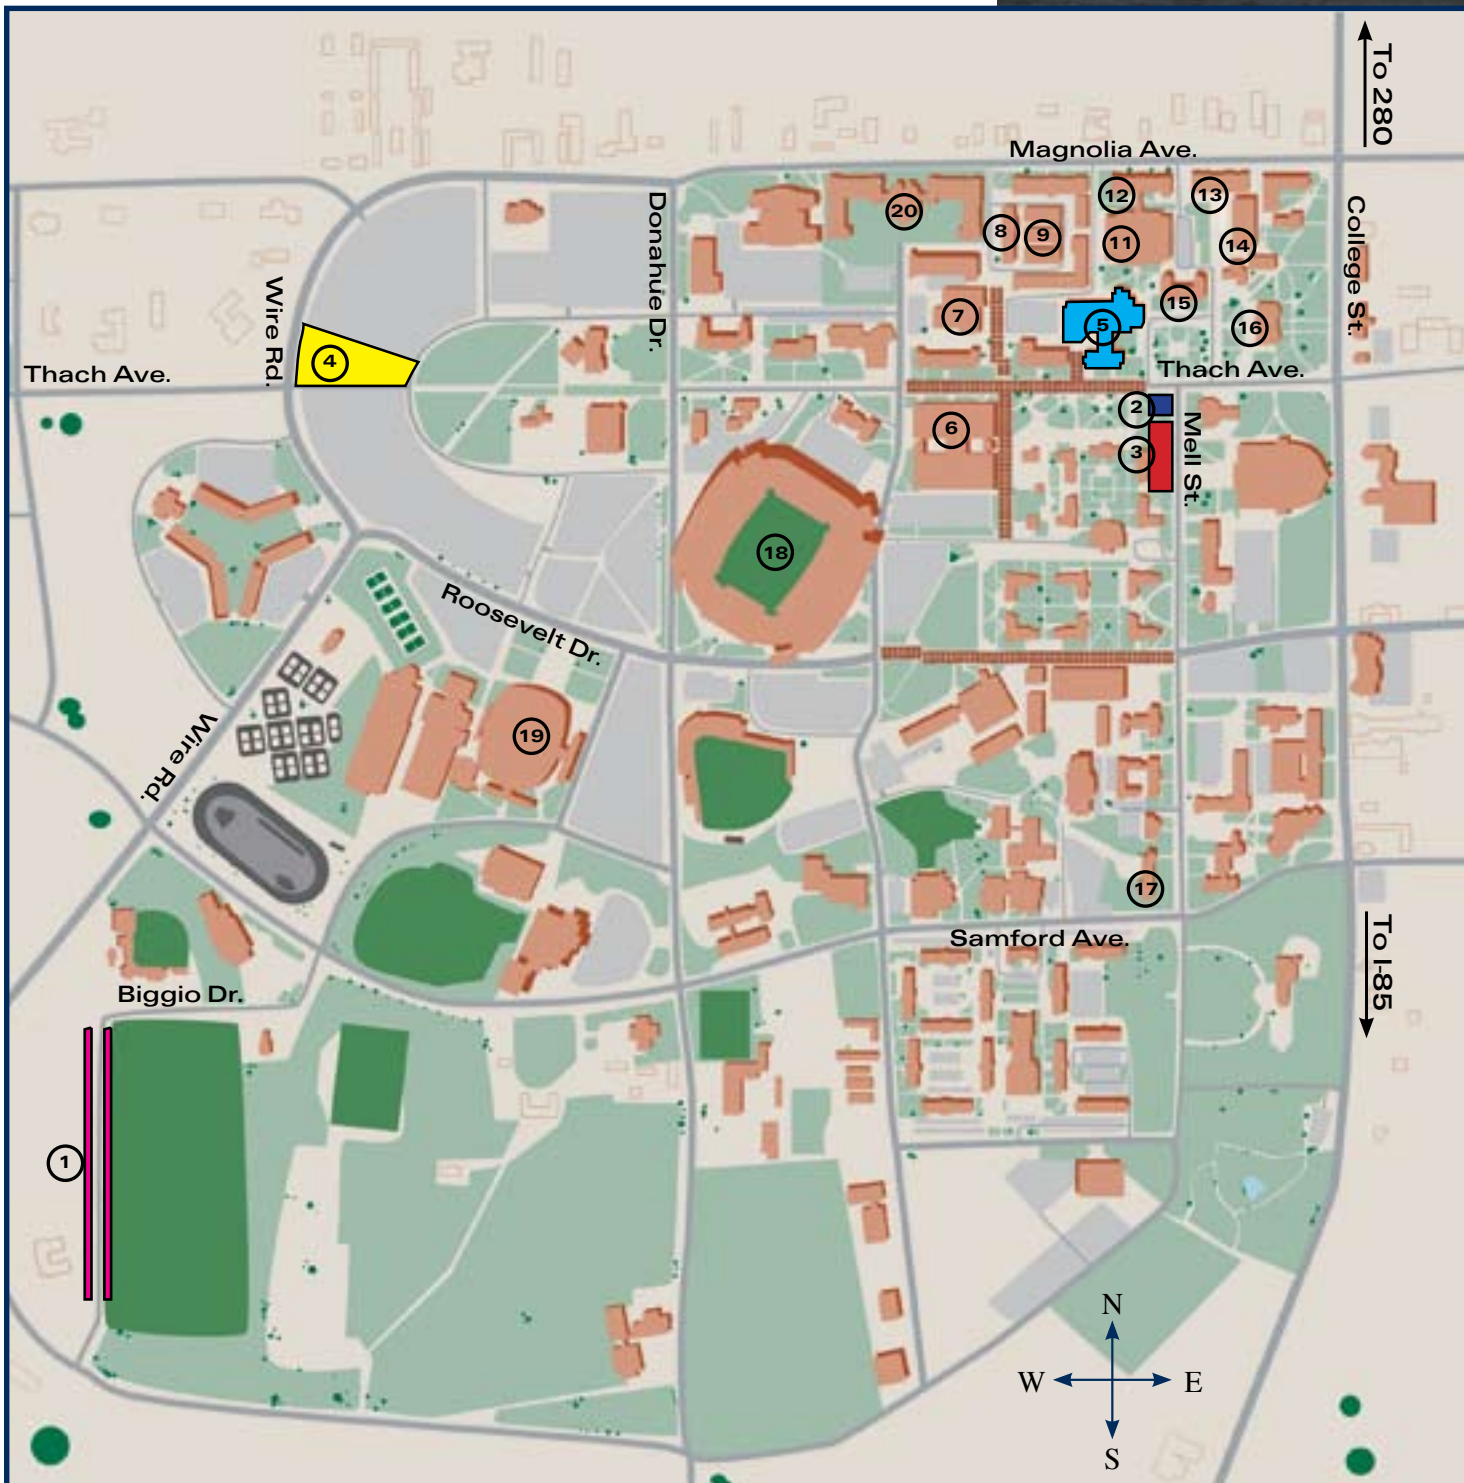 To 280
Magnolia Ave.
12
13
20
8
9
11
14
Donahue Dr.
College St.
Wire Rd.
15
7
5
16
4
Thach Ave.
Thach Ave.
2
6
3
Mell St.
18
Roosevelt Dr.
19
Wire Rd.
17
Samford Ave.
To I-85
Biggio Dr.
1
N
W
E
S